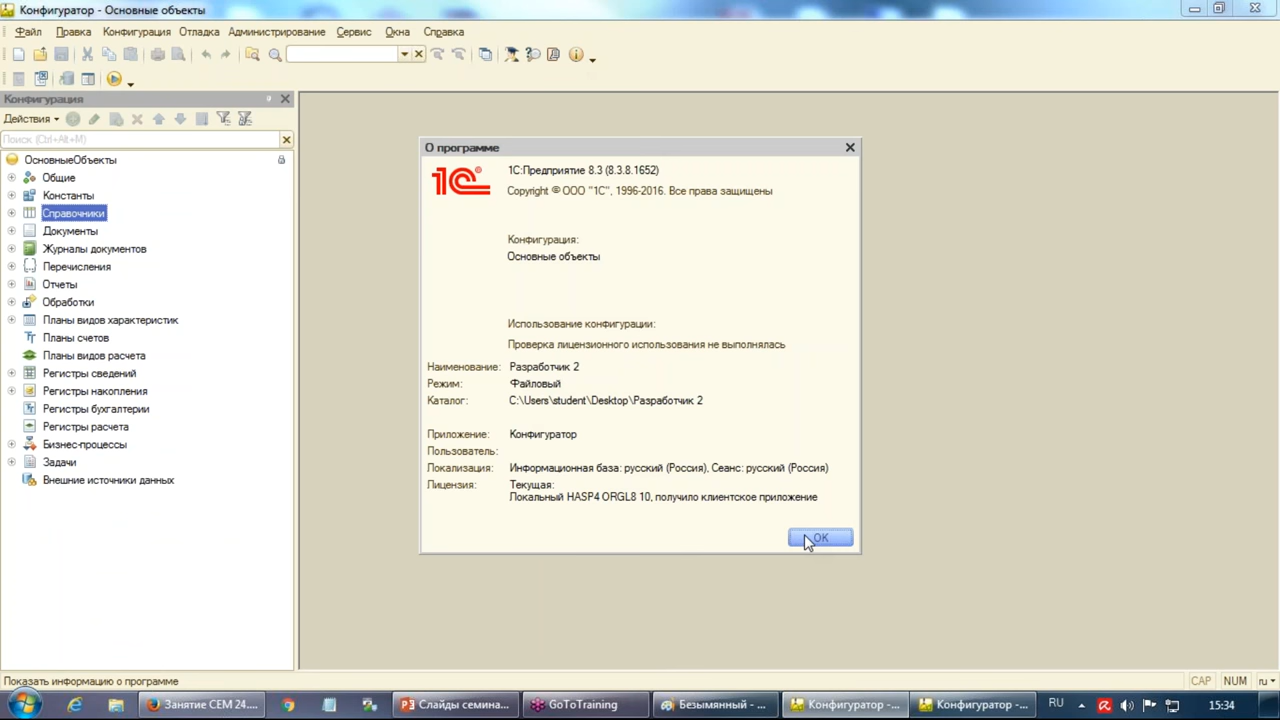 Конфигуратор - Основные объекты
Файл Правка Конфигурация Отладка Администрирование Сервис Окна Справка
Конфигурация
Действия
Поиск (Ctrl+Alt+M)
ОсновныеОбъекты
Общие
Константы
Справочники
Документы
Журналы документов
Перечисления
Отчеты
Обработки
Планы видов характеристик
Планы счетов
Планы видов расчета
Регистры сведений
Регистры накопления
Регистры бухгалтерии
Регистры расчета
Бизнес-процессы
Задачи
Внешние источники данных
О программе
1С
1С:Предприятие 8.3 (8.3.8.1652)
Copyright © ООО "1С", 1996-2016. Все права защищены
Конфигурация:
Основные объекты
Использование конфигурации:
Проверка лицензионного использования не выполнялась
Наименование: Разработчик 2
Режим: Файловый
Каталог: C:\Users\student\Desktop\Разработчик 2
Приложение: Конфигуратор
Пользователь:
Локализация: Информационная база: русский (Россия), Сеанс: русский (Россия)
Лицензия: Текущая:
Локальный HASP4 ORGL8 10, получило клиентское приложение
OK
Показать информацию о программе
CAP NUM ru
Занятие СЕМ 24.... Слайды семина... GoToTraining Безымянный - ... Конфигуратор -... Конфигуратор -... RU 15:34